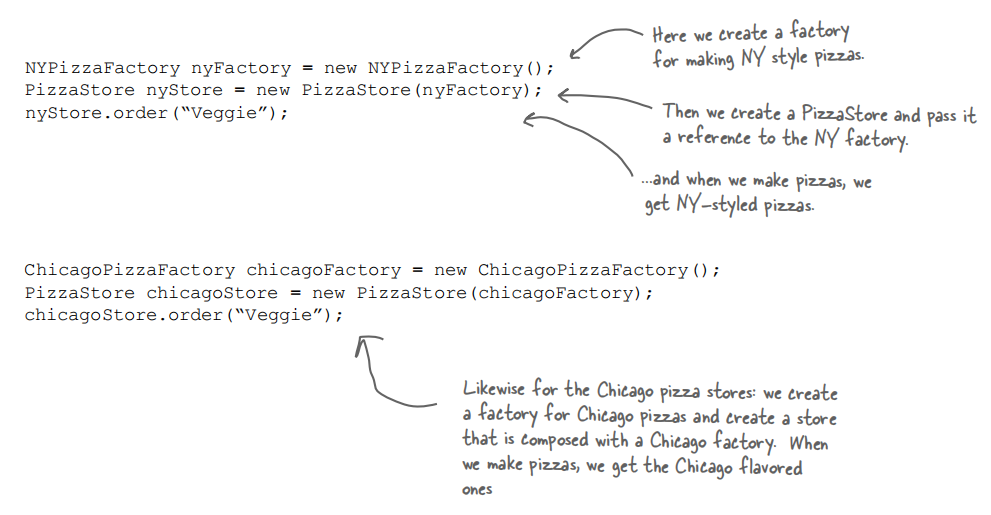 Here we create a factory
for making NY style pizzas.
NYPizzaFactory nyFactory = new NYPizzaFactory();
PizzaStore nyStore = new PizzaStore(nyFactory);
nyStore.order(“Veggie”);
Then we create a PizzaStore and pass it
a reference to the NY factory.
...and when we make pizzas, we
get NY-styled pizzas.
ChicagoPizzaFactory chicagoFactory = new ChicagoPizzaFactory();
PizzaStore chicagoStore = new PizzaStore(chicagoFactory);
chicagoStore.order(“Veggie”);
Likewise for the Chicago pizza stores: we create
a factory for Chicago pizzas and create a store
that is composed with a Chicago factory. When
we make pizzas, we get the Chicago flavored
ones